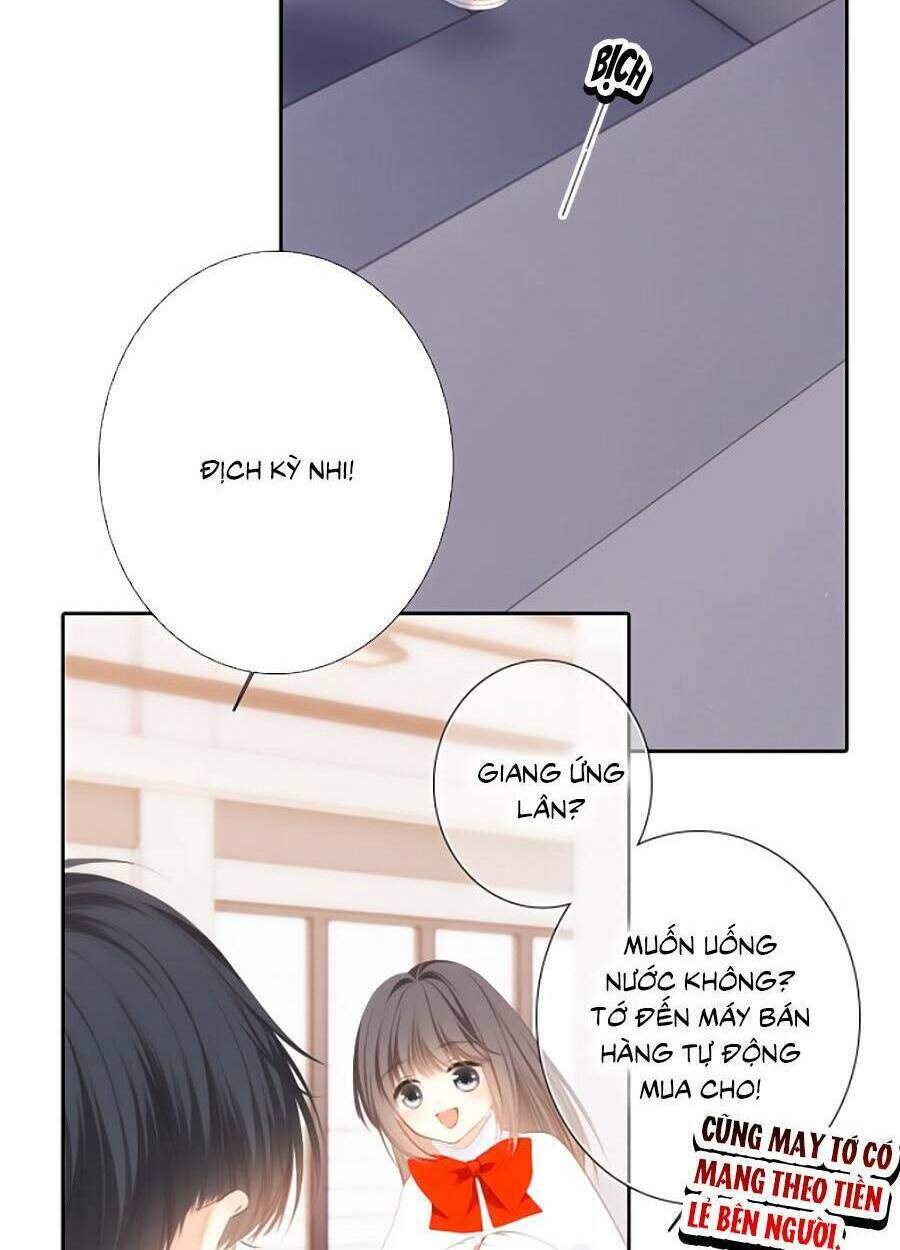 BỊCH
ĐỊCH KỲ NHI!
GIANG ỨNG
LÂN?
MUỐN UỐNG
NƯỚC KHÔNG?
TỚ ĐẾN MÁY BÁN
HÀNG TỰ ĐỘNG
MUA CHO!
CŨNG MAY TỚ CÓ
MANG THEO TIỀN
LẺ BÊN NGƯỜI.